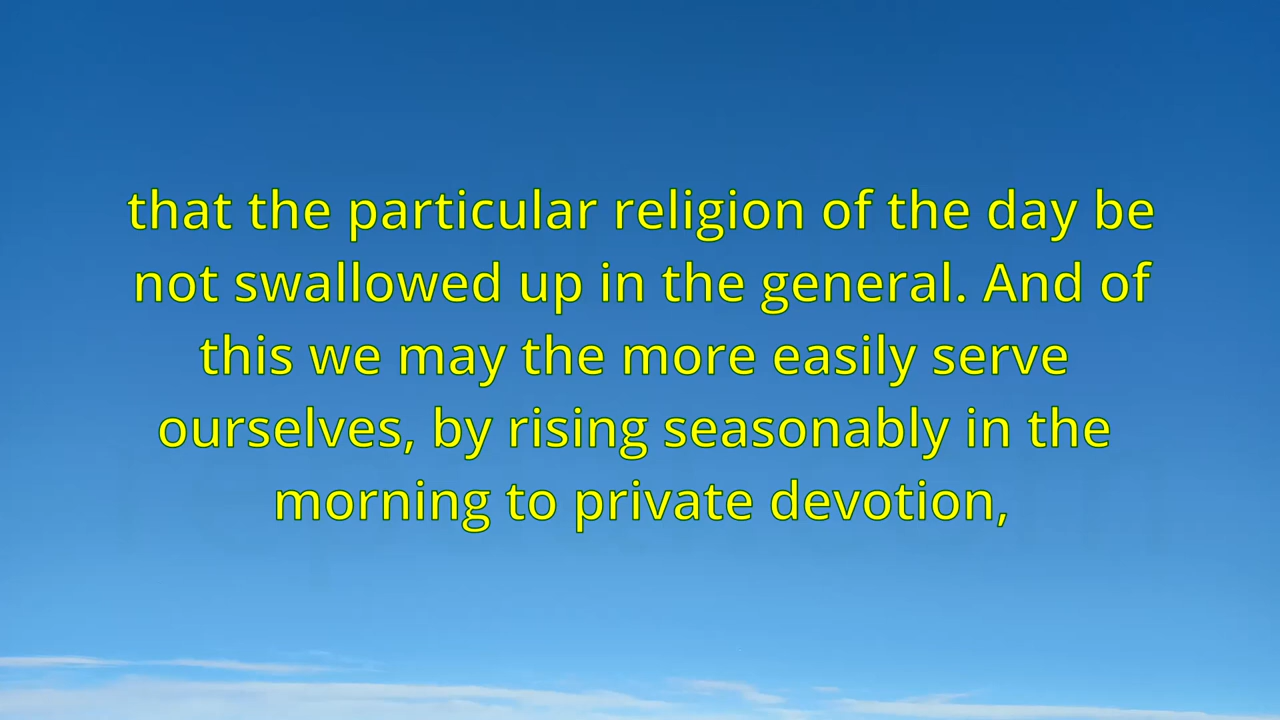 that the particular religion of the day be
not swallowed up in the general. And of
this we may the more easily serve
ourselves, by rising seasonably in the
morning to private devotion,